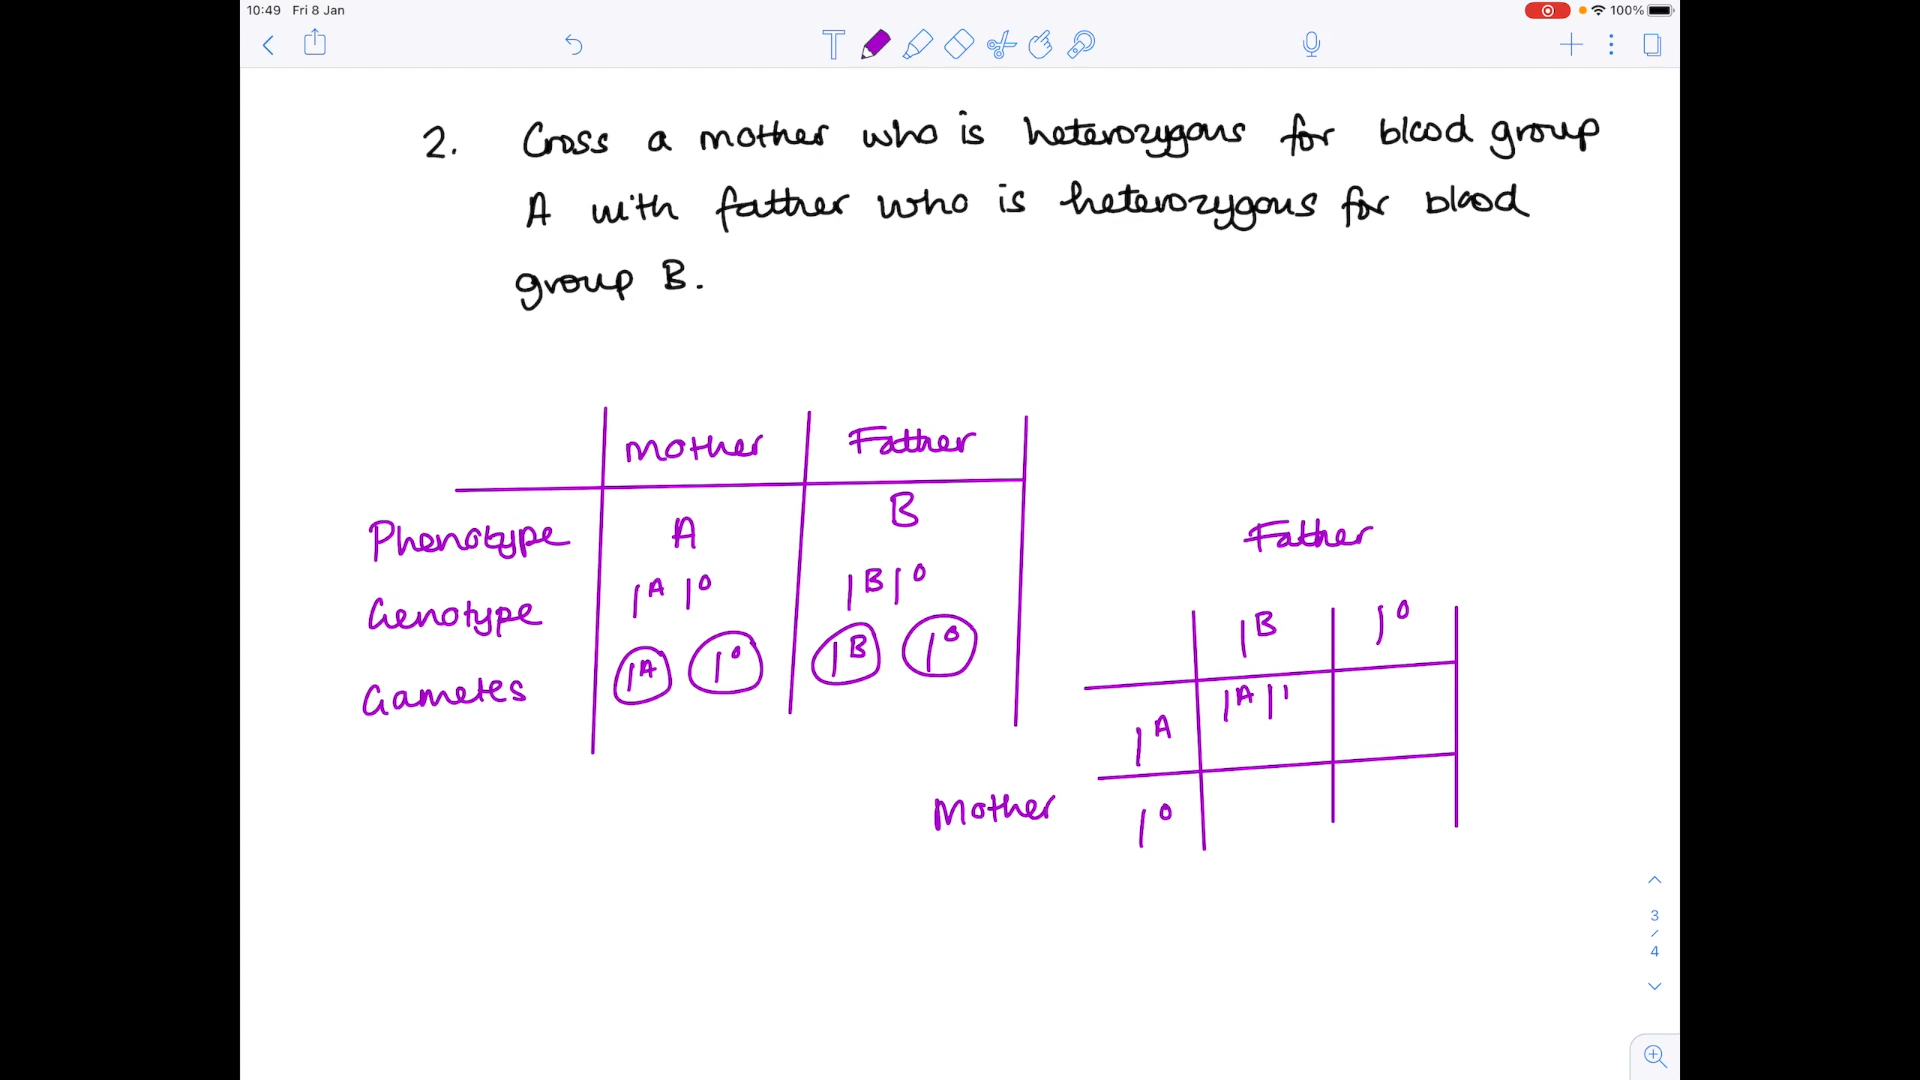 10:49 Fri 8 Jan
100%
T
2. Cross a mother who is heterozygous for blood group
A with father who is heterozygous for blood
group B.
mother Father
Phenotype A B
Genotype I^A I^O I^B I^O
Gametes I^A I^O I^B I^O
Father
I^B I^O
I^A I^A I
Mother I^O
3
/
4